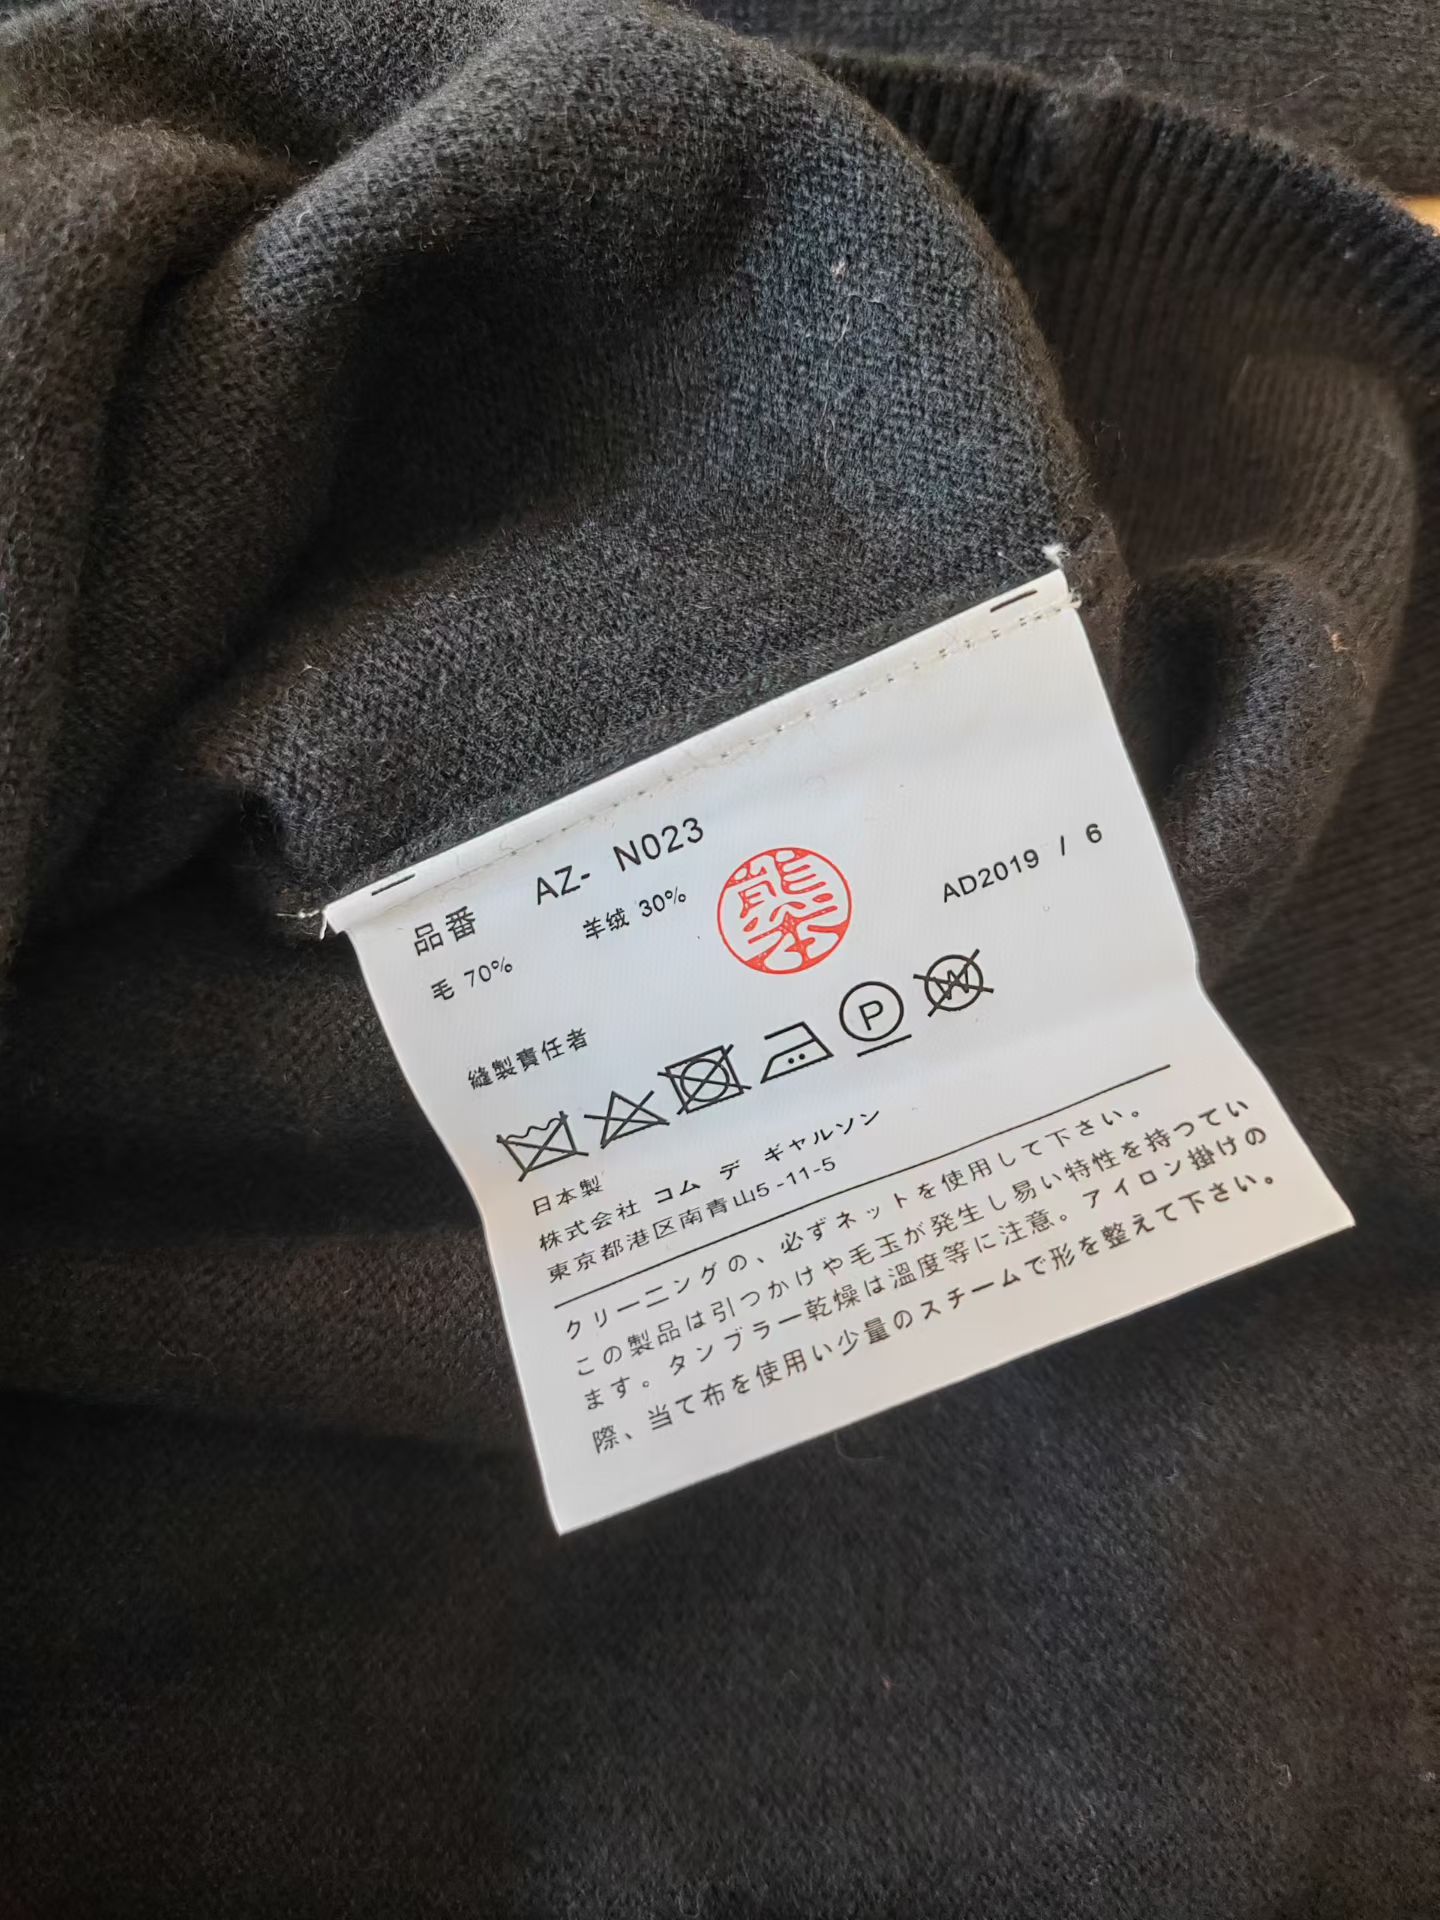 品番 AZ- N023
毛 70% 羊绒 30% 熊本 AD2019 / 6
縫製責任者
P W
日本製
株式会社 コム デ ギャルソン
東京都港区南青山5-11-5
クリーニングの、必ずネットを使用して下さい。
この製品は引つかけや毛玉が発生し易い特性を持つてい
ます。タンブラー乾燥は溫度等に注意。アイロン掛けの
際、当て布を使用い少量のスチームで形を整えて下さい。